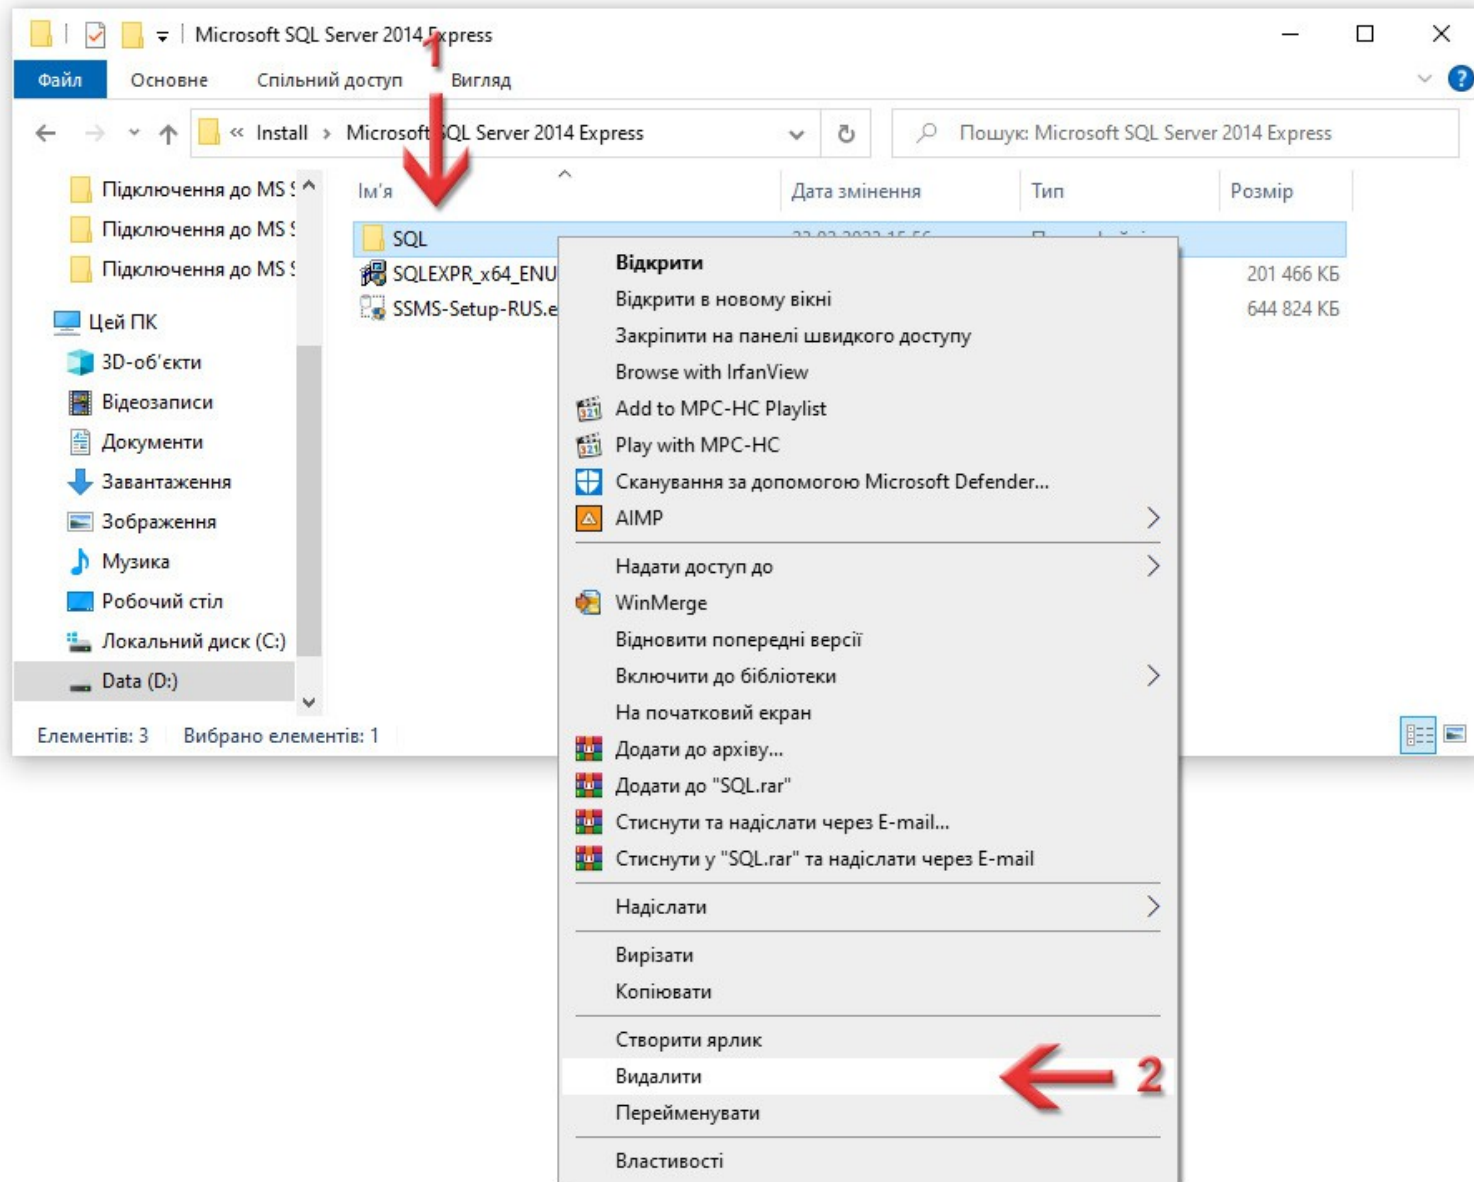 Microsoft SQL Server 2014 Express
1
Файл Основне Спільний доступ Вигляд
« Install › Microsoft SQL Server 2014 Express Пошук: Microsoft SQL Server 2014 Express
Ім'я Дата змінення Тип Розмір
Підключення до MS
Підключення до MS
Підключення до MS
Цей ПК
3D-об'єкти
Відеозаписи
Документи
Завантаження
Зображення
Музика
Робочий стіл
Локальний диск (C:)
Data (D:)
SQL
SQLEXPR_x64_ENU 201 466 КБ
SSMS-Setup-RUS.e 644 824 КБ
Відкрити
Відкрити в новому вікні
Закріпити на панелі швидкого доступу
Browse with IrfanView
Add to MPC-HC Playlist
Play with MPC-HC
Сканування за допомогою Microsoft Defender...
AIMP
Надати доступ до
WinMerge
Відновити попередні версії
Включити до бібліотеки
На початковий екран
Додати до архіву...
Додати до "SQL.rar"
Стиснути та надіслати через E-mail...
Стиснути у "SQL.rar" та надіслати через E-mail
Надіслати
Вирізати
Копіювати
Створити ярлик
Видалити 2
Перейменувати
Властивості
Елементів: 3 Вибрано елементів: 1